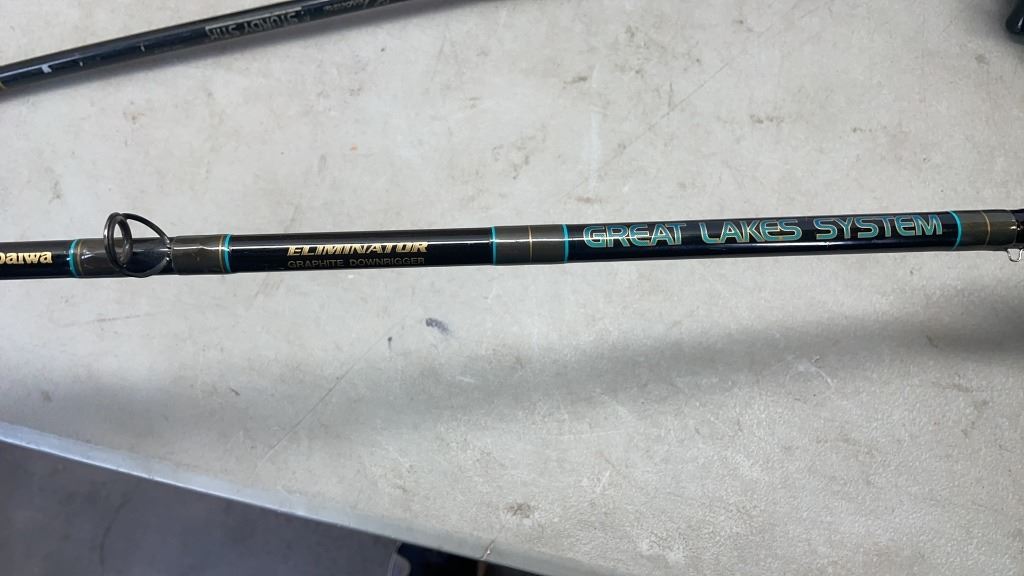 STURDY STIK
Daiwa
ELIMINATOR
GRAPHITE DOWNRIGGER
GREAT LAKES SYSTEM